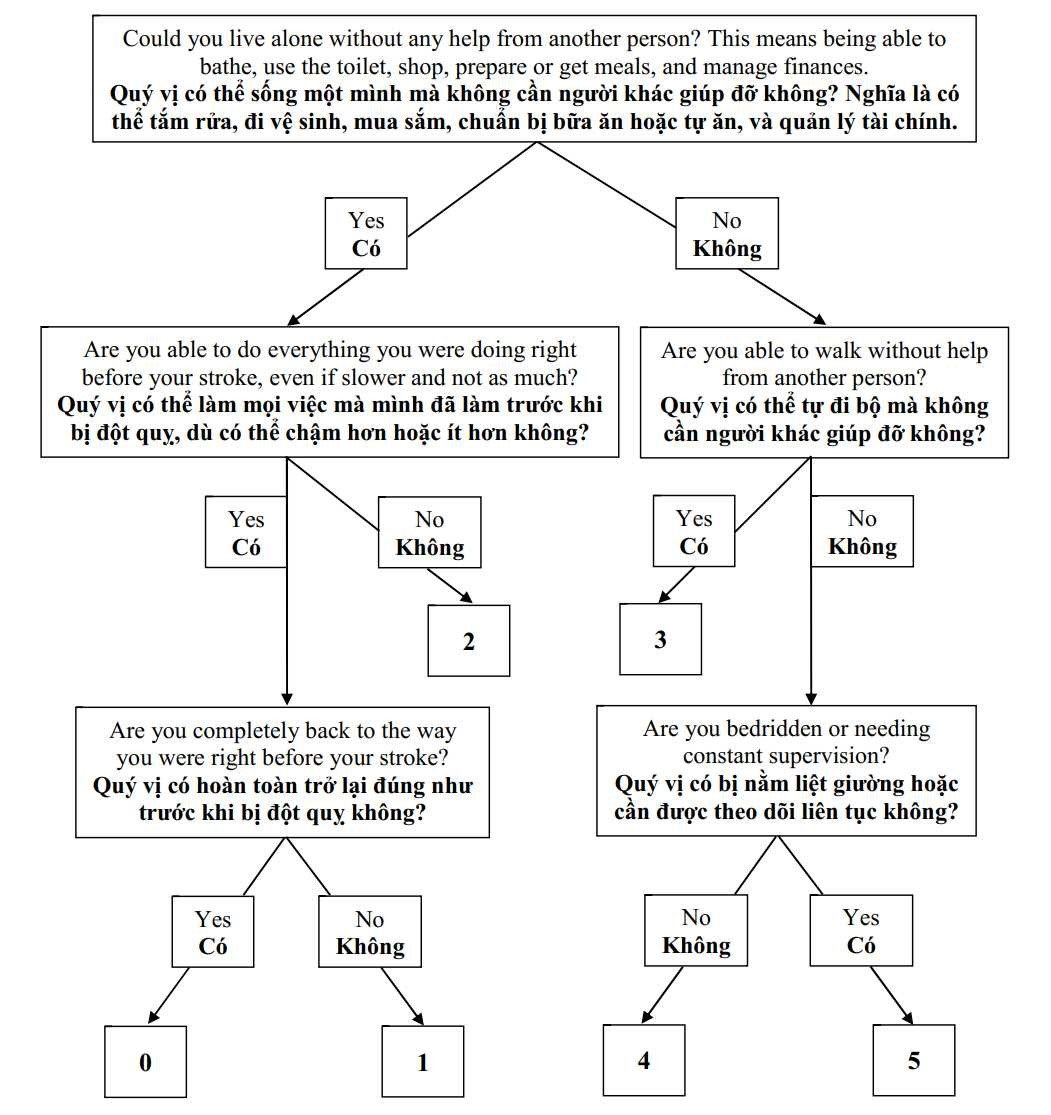 Could you live alone without any help from another person? This means being able to
bathe, use the toilet, shop, prepare or get meals, and manage finances.
Quý vị có thể sống một mình mà không cần người khác giúp đỡ không? Nghĩa là có
thể tắm rửa, đi vệ sinh, mua sắm, chuẩn bị bữa ăn hoặc tự ăn, và quản lý tài chính.
Yes
Có
No
Không
Are you able to do everything you were doing right
before your stroke, even if slower and not as much?
Quý vị có thể làm mọi việc mà mình đã làm trước khi
bị đột quỵ, dù có thể chậm hơn hoặc ít hơn không?
Are you able to walk without help
from another person?
Quý vị có thể tự đi bộ mà không
cần người khác giúp đỡ không?
Yes
Có
No
Không
Yes
Có
No
Không
2
3
Are you completely back to the way
you were right before your stroke?
Quý vị có hoàn toàn trở lại đúng như
trước khi bị đột quỵ không?
Are you bedridden or needing
constant supervision?
Quý vị có bị nằm liệt giường hoặc
cần được theo dõi liên tục không?
Yes
Có
No
Không
No
Không
Yes
Có
0
1
4
5